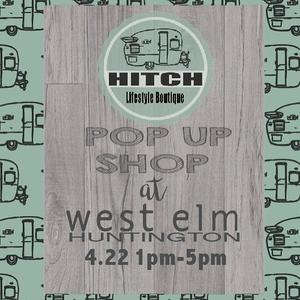 HITCH
Lifestyle Boutique
POP UP
SHOP
at
west elm
HUNTINGTON
4.22 1pm-5pm